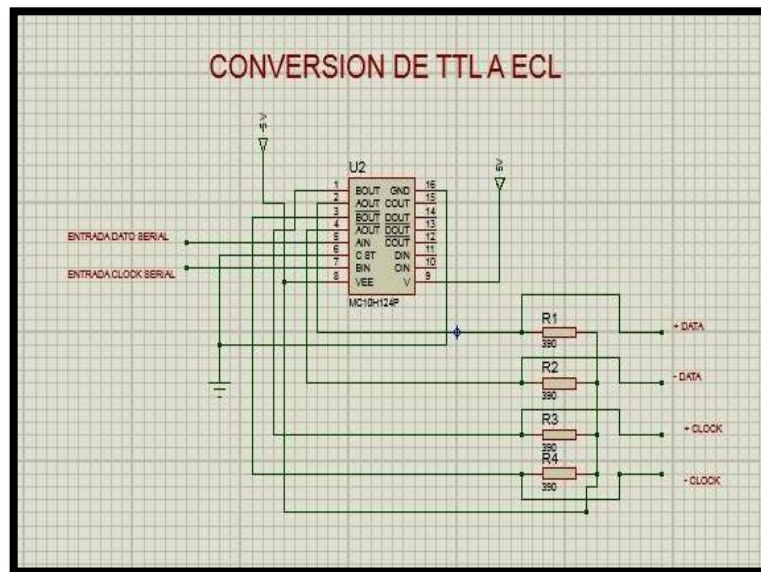 CONVERSION DE TTL A ECL
-5 V
5V
U2
1 BOUT GND 16
2 AOUT COUT 15
3 BOUT DOUT 14
4 AOUT DOUT 13
5 AIN COUT 12
6 C ST DIN 11
7 BIN CIN 10
8 VEE V 9
MC10H124P
ENTRADA DATO SERIAL
ENTRADA CLOCK SERIAL
R1
390
+ DATA
R2
390
- DATA
R3
390
+ CLOCK
R4
390
- CLOCK